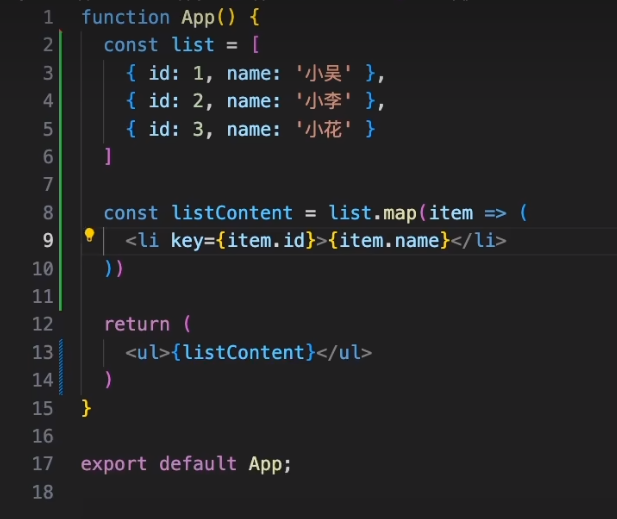 1 function App() {
2   const list = [
3     { id: 1, name: '小吴' },
4     { id: 2, name: '小李' },
5     { id: 3, name: '小花' }
6   ]
7
8   const listContent = list.map(item => (
9     <li key={item.id}>{item.name}</li>
10   ))
11
12   return (
13     <ul>{listContent}</ul>
14   )
15 }
16
17 export default App;
18